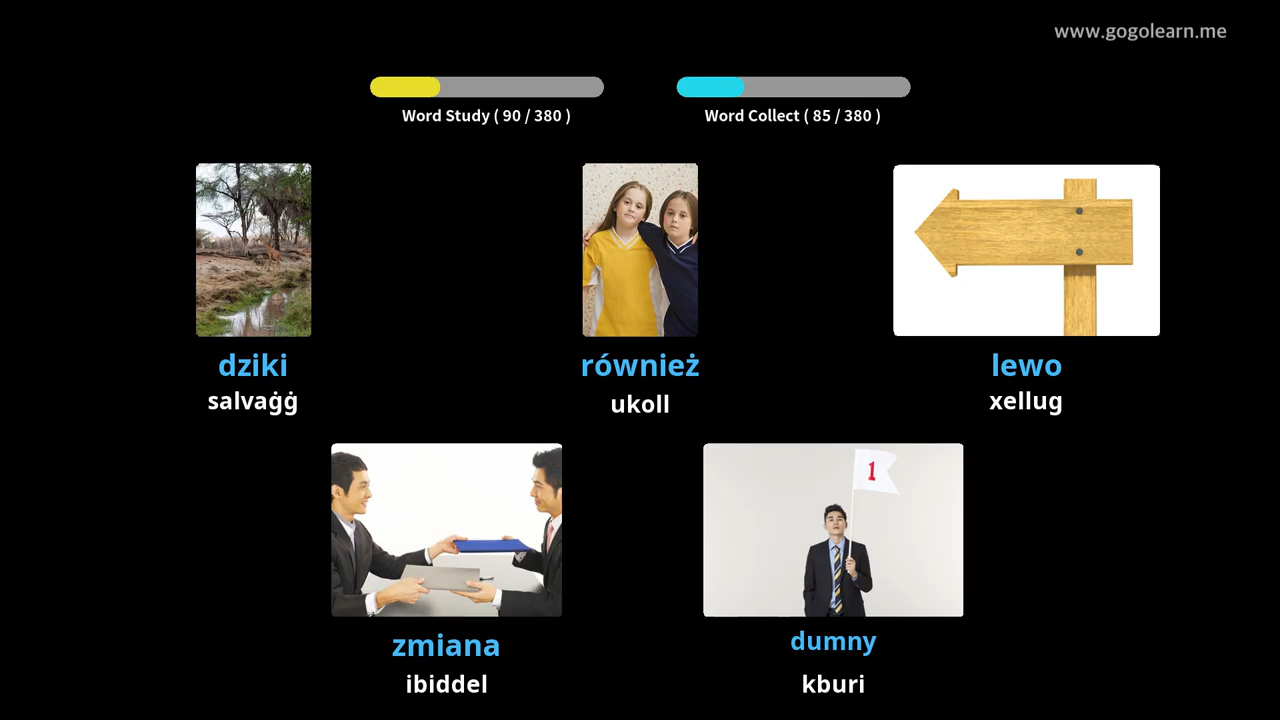 www.gogolearn.me
Word Study ( 90 / 380 )
Word Collect ( 85 / 380 )
dziki
salvaġġ
również
ukoll
lewo
xellug
1
zmiana
ibiddel
dumny
kburi